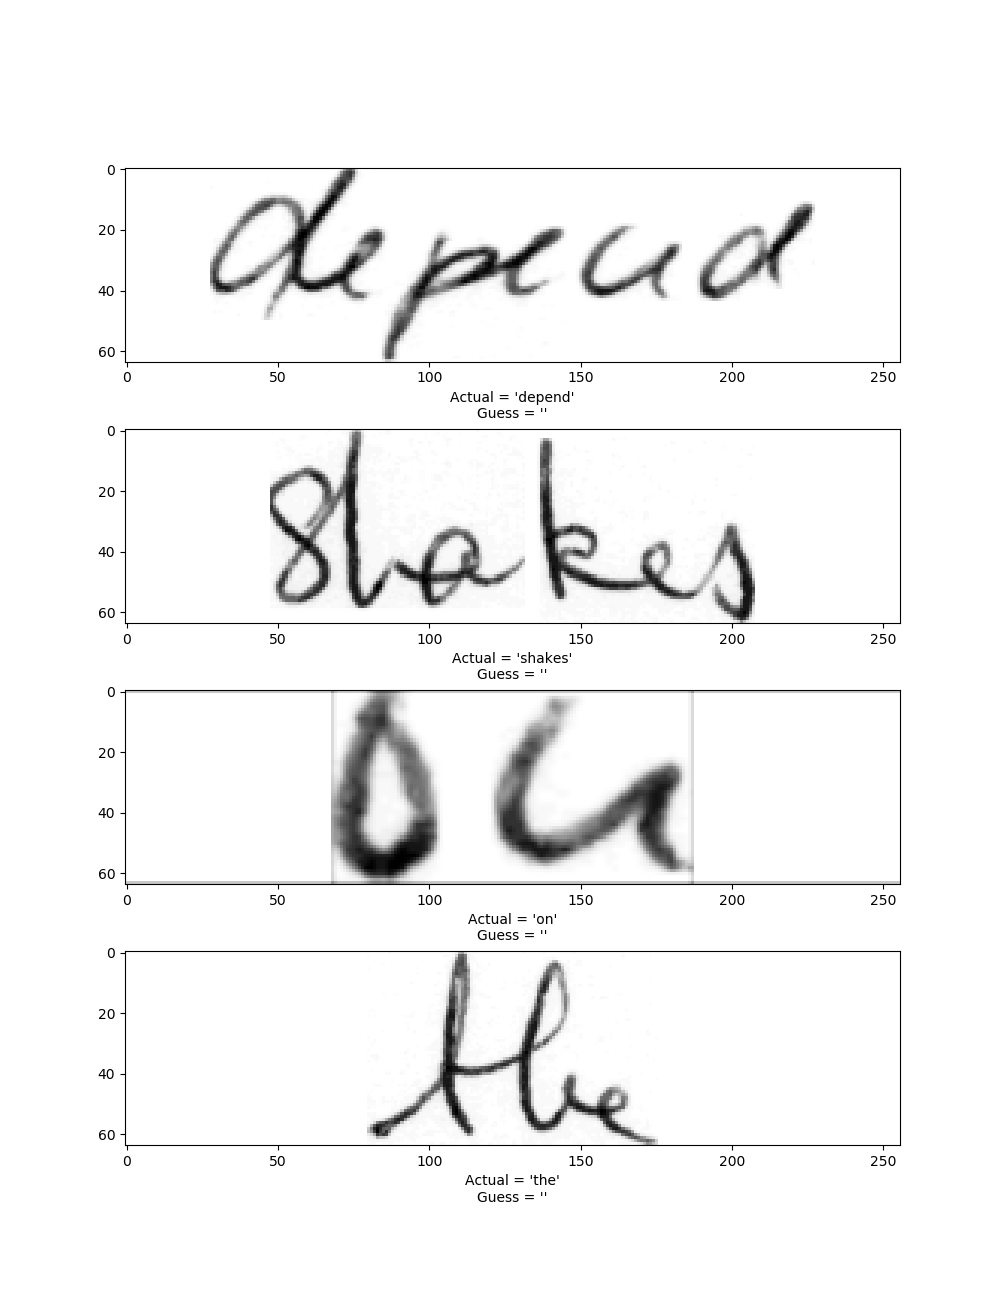 0
20
40
60
depend
0 50 100 150 200 250
Actual = 'depend'
Guess = ''
0
20
40
60
shakes
0 50 100 150 200 250
Actual = 'shakes'
Guess = ''
0
20
40
60
on
0 50 100 150 200 250
Actual = 'on'
Guess = ''
0
20
40
60
the
0 50 100 150 200 250
Actual = 'the'
Guess = ''